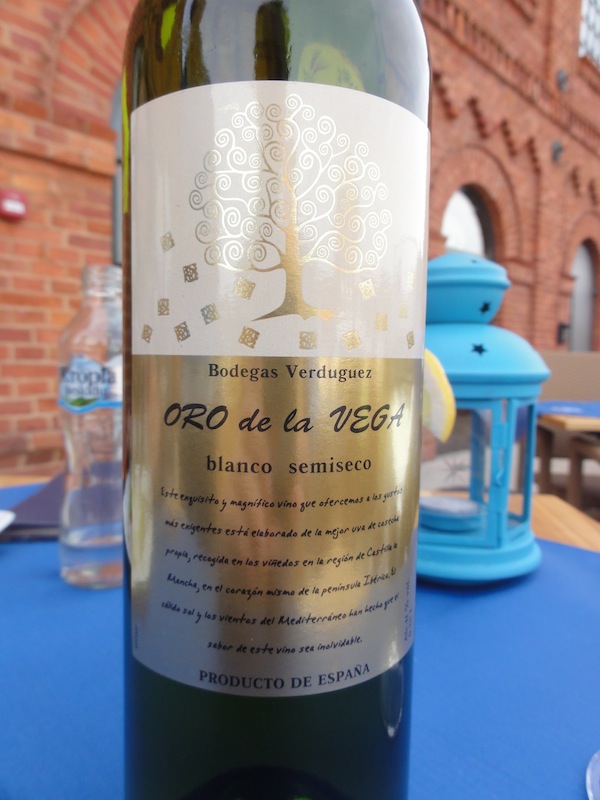 Bodegas Verduguez
ORO de la VEGA
blanco semiseco
Este exquisito y magnífico vino que ofercemos a los gustos
más exigentes está elaborado de la mejor uva de cosecha
propia, recogida en los viñedos en la región de Castilla la
Mancha, en el corazón mismo de la península Ibérica. El
cálido sol y los vientos del Mediterráneo han hecho que el
sabor de este vino sea inolvidable.
PRODUCTO DE ESPAÑA
Kropla
Beskidu